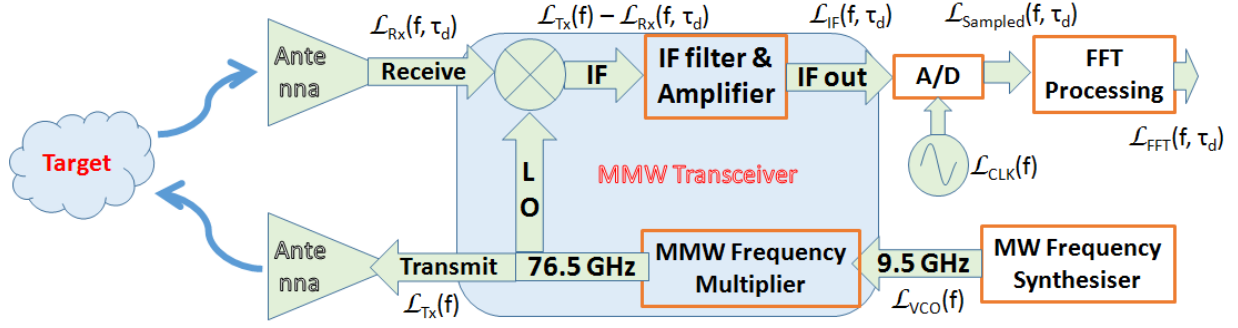 ℒRx(f, τd)
ℒTx(f) – ℒRx(f, τd)
ℒIF(f, τd)
ℒSampled(f, τd)
Ante
nna
Receive
IF
IF filter &
Amplifier
IF out
A/D
FFT
Processing
ℒFFT(f, τd)
ℒCLK(f)
Target
L
O
MMW Transceiver
Ante
nna
Transmit
76.5 GHz
MMW Frequency
Multiplier
9.5 GHz
MW Frequency
Synthesiser
ℒTx(f)
ℒVCO(f)